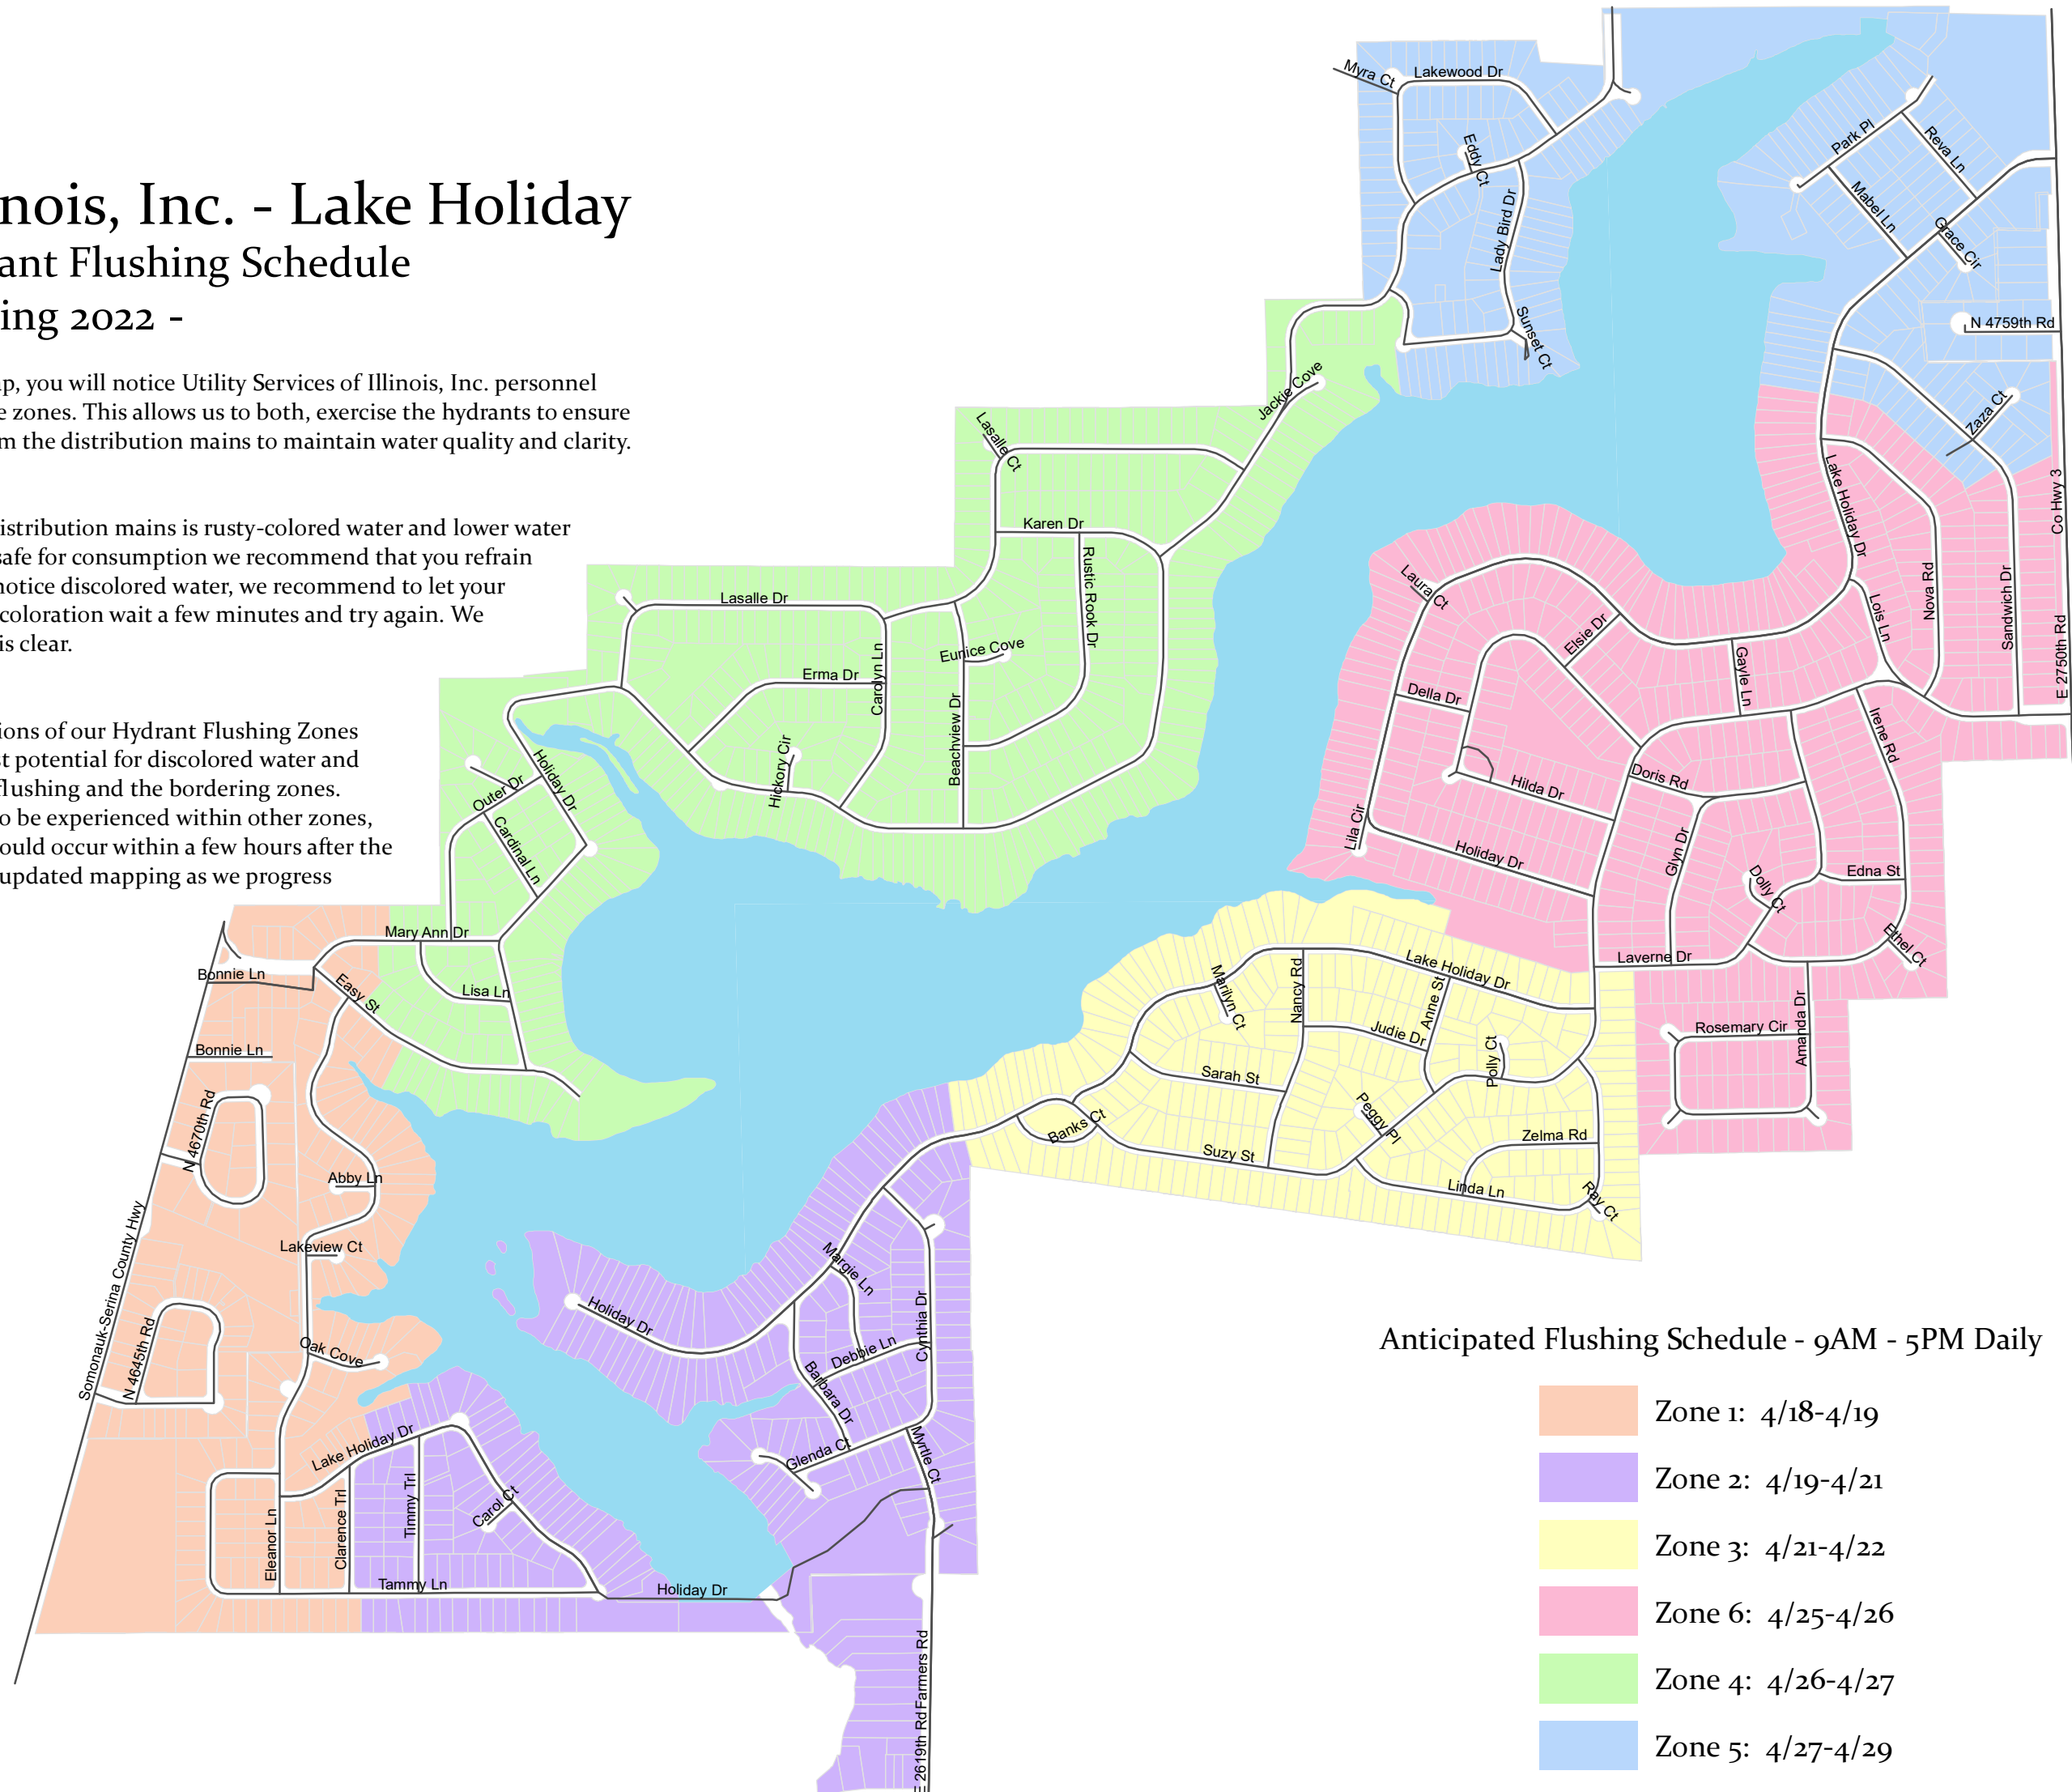 nois, Inc. - Lake Holiday
ant Flushing Schedule
ing 2022 -
ap, you will notice Utility Services of Illinois, Inc. personnel
e zones. This allows us to both, exercise the hydrants to ensure
m the distribution mains to maintain water quality and clarity.
istribution mains is rusty-colored water and lower water
safe for consumption we recommend that you refrain
notice discolored water, we recommend to let your
coloration wait a few minutes and try again. We
is clear.
ions of our Hydrant Flushing Zones
st potential for discolored water and
flushing and the bordering zones.
o be experienced within other zones,
ould occur within a few hours after the
updated mapping as we progress
Myra Ct
Lakewood Dr
Eddy Ct
Lady Bird Dr
Sunset Ct
Park Pl
Reva Ln
Mabel Ln
Grace Cir
N 4759th Rd
Zaza Ct
Co Hwy 3
Jackie Cove
Lasalle Ct
Karen Dr
Rustic Rook Dr
Lasalle Dr
Eunice Cove
Erma Dr
Carolyn Ln
Beachview Dr
Hickory Cir
Holiday Dr
Outer Dr
Cardinal Ln
Mary Ann Dr
Lisa Ln
Lake Holiday Dr
Nova Rd
Lois Ln
Sandwich Dr
E 2750th Rd
Laura Ct
Elsie Dr
Gayle Ln
Della Dr
Irene Rd
Doris Rd
Hilda Dr
Lila Cir
Holiday Dr
Glyn Dr
Dolly Ct
Edna St
Ethel Ct
Laverne Dr
Amanda Dr
Rosemary Cir
Bonnie Ln
Easy St
Bonnie Ln
N 4670th Rd
Abby Ln
Lakeview Ct
Somonauk-Serina County Hwy
N 4645th Rd
Oak Cove
Lake Holiday Dr
Eleanor Ln
Clarence Trl
Timmy Trl
Carol Ct
Tammy Ln
Holiday Dr
Marilyn Ct
Nancy Rd
Lake Holiday Dr
Anne St
Judie Dr
Polly Ct
Sarah St
Peggy Pl
Banks Ct
Suzy St
Zelma Rd
Linda Ln
Ray Ct
Margie Ln
Holiday Dr
Cynthia Dr
Debbie Ln
Barbara Dr
Glenda Ct
Myrtle Ct
E 2619th Rd Farmers Rd
Anticipated Flushing Schedule - 9AM - 5PM Daily
Zone 1: 4/18-4/19
Zone 2: 4/19-4/21
Zone 3: 4/21-4/22
Zone 6: 4/25-4/26
Zone 4: 4/26-4/27
Zone 5: 4/27-4/29